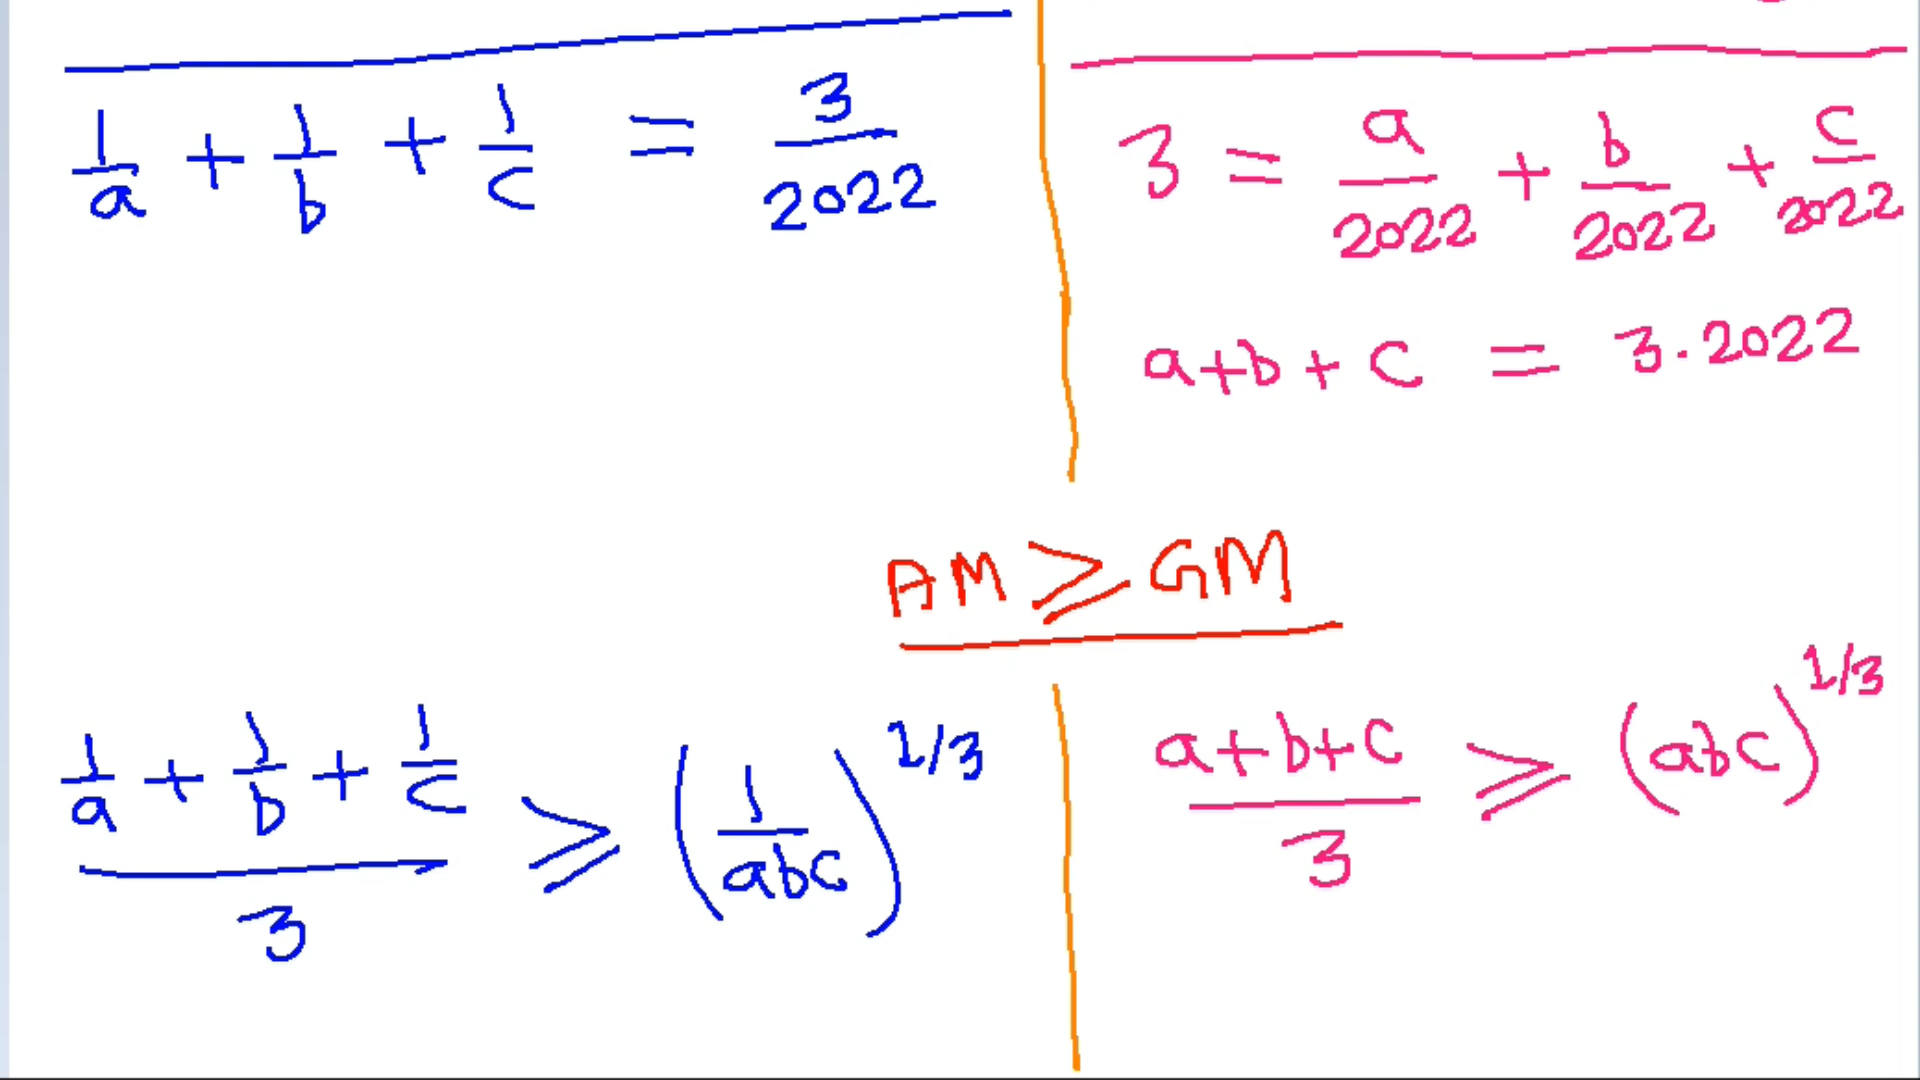 1/a + 1/b + 1/c = 3/2022
3 = a/2022 + b/2022 + c/2022
a+b+c = 3·2022
AM ≥ GM
(1/a + 1/b + 1/c)/3 ≥ (1/abc)^1/3
(a+b+c)/3 ≥ (abc)^1/3